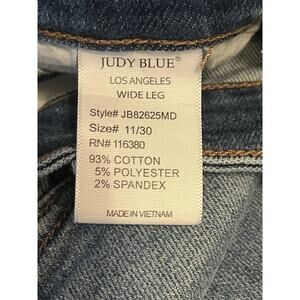 JUDY BLUE®
LOS ANGELES
WIDE LEG
Style# JB82625MD
Size# 11/30
RN# 116380
93% COTTON
5% POLYESTER
2% SPANDEX
MADE IN VIETNAM